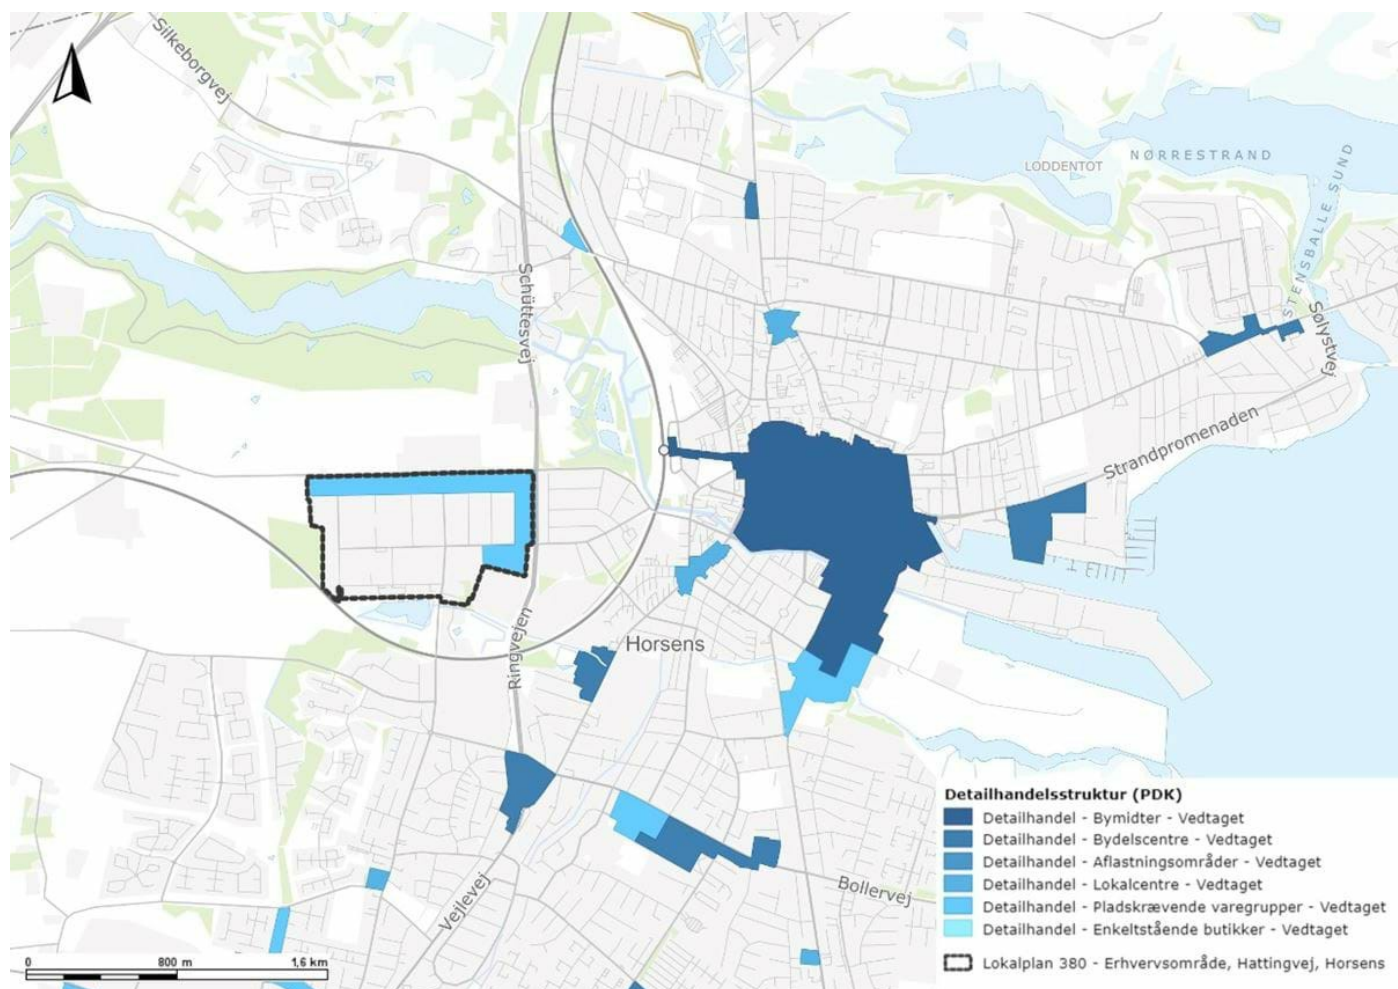 Silkeborgvej
NØRRESTRAND
LODDENTOT
STENSBALLE SUND
Schüttesvej
Sølystvej
Strandpromenaden
Ringvejen
Horsens
Vejlevej
Bollervej
Detailhandelsstruktur (PDK)
Detailhandel - Bymidter - Vedtaget
Detailhandel - Bydelscentre - Vedtaget
Detailhandel - Aflastningsområder - Vedtaget
Detailhandel - Lokalcentre - Vedtaget
Detailhandel - Pladskrævende varegrupper - Vedtaget
Detailhandel - Enkeltstående butikker - Vedtaget
Lokalplan 380 - Erhvervsområde, Hattingvej, Horsens
0 800 m 1,6 km